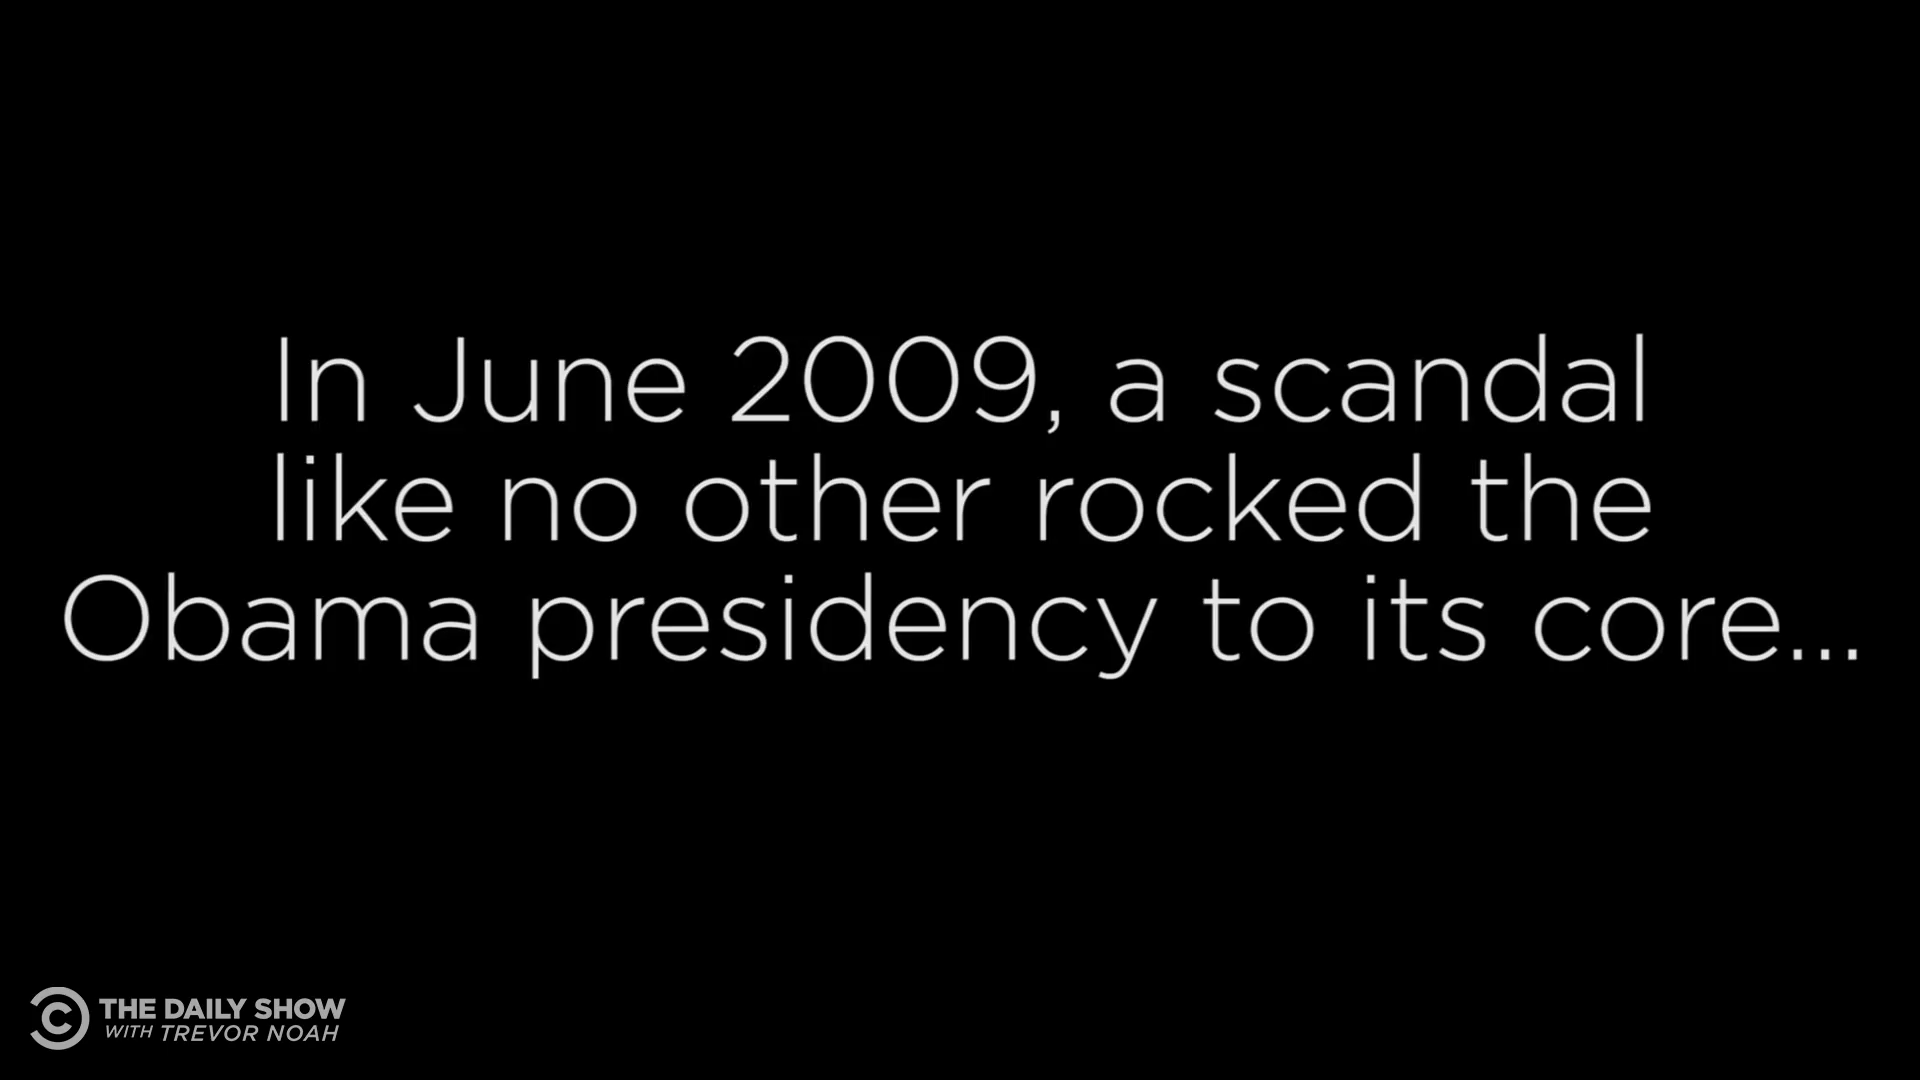 In June 2009, a scandal
like no other rocked the
Obama presidency to its core...
THE DAILY SHOW
WITH TREVOR NOAH